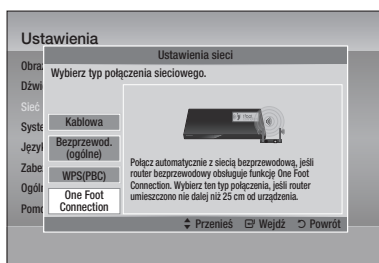 Ustawienia
Ustawienia sieci
Wybierz typ połączenia sieciowego.
Obra
Dźwi
Sieć
Syste
Język
Zabe
Ogóln
Pomo
Kablowa
Bezprzewod.
(ogólne)
WPS(PBC)
One Foot
Connection
Połącz automatycznie z siecią bezprzewodową, jeśli
router bezprzewodowy obsługuje funkcję One Foot
Connection. Wybierz ten typ połączenia, jeśli router
umieszczono nie dalej niż 25 cm od urządzenia.
Przenieś Wejdź Powrót